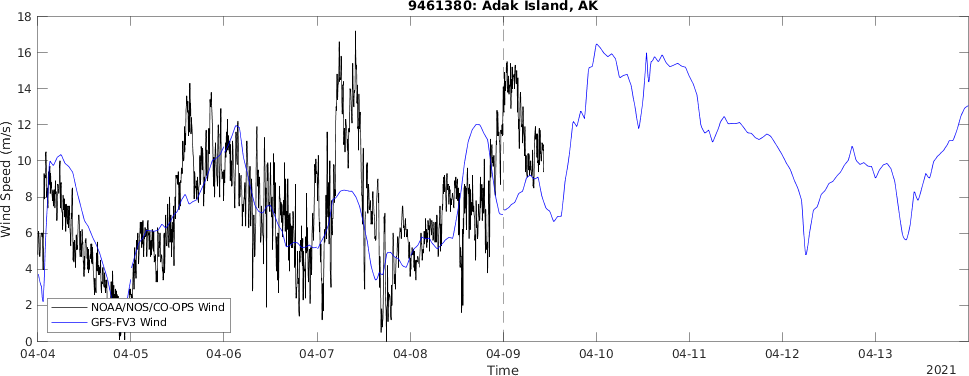 9461380: Adak Island, AK
18
16
14
12
10
8
6
4
2
0
Wind Speed (m/s)
NOAA/NOS/CO-OPS Wind
GFS-FV3 Wind
04-04 04-05 04-06 04-07 04-08 04-09 04-10 04-11 04-12 04-13
Time
2021